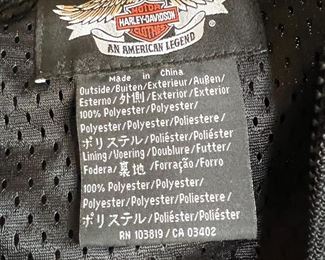 MOTOR
HARLEY-DAVIDSON
CLOTHES
AN AMERICAN LEGEND
Made in China
Outside/Buiten/Exterieur/Außen/
Esterno/外側/Exterior/Exterior
100% Polyester/Polyester/
Polyester/Polyester/Poliestere/
ポリステル/Poliéster/Poliéster
Lining/Voering/Doublure/Futter/
Fodera/裏地/Forração/Forro
100% Polyester/Polyester/
Polyester/Polyester/Poliestere/
ポリステル/Poliéster/Poliéster
RN 103819/CA 03402